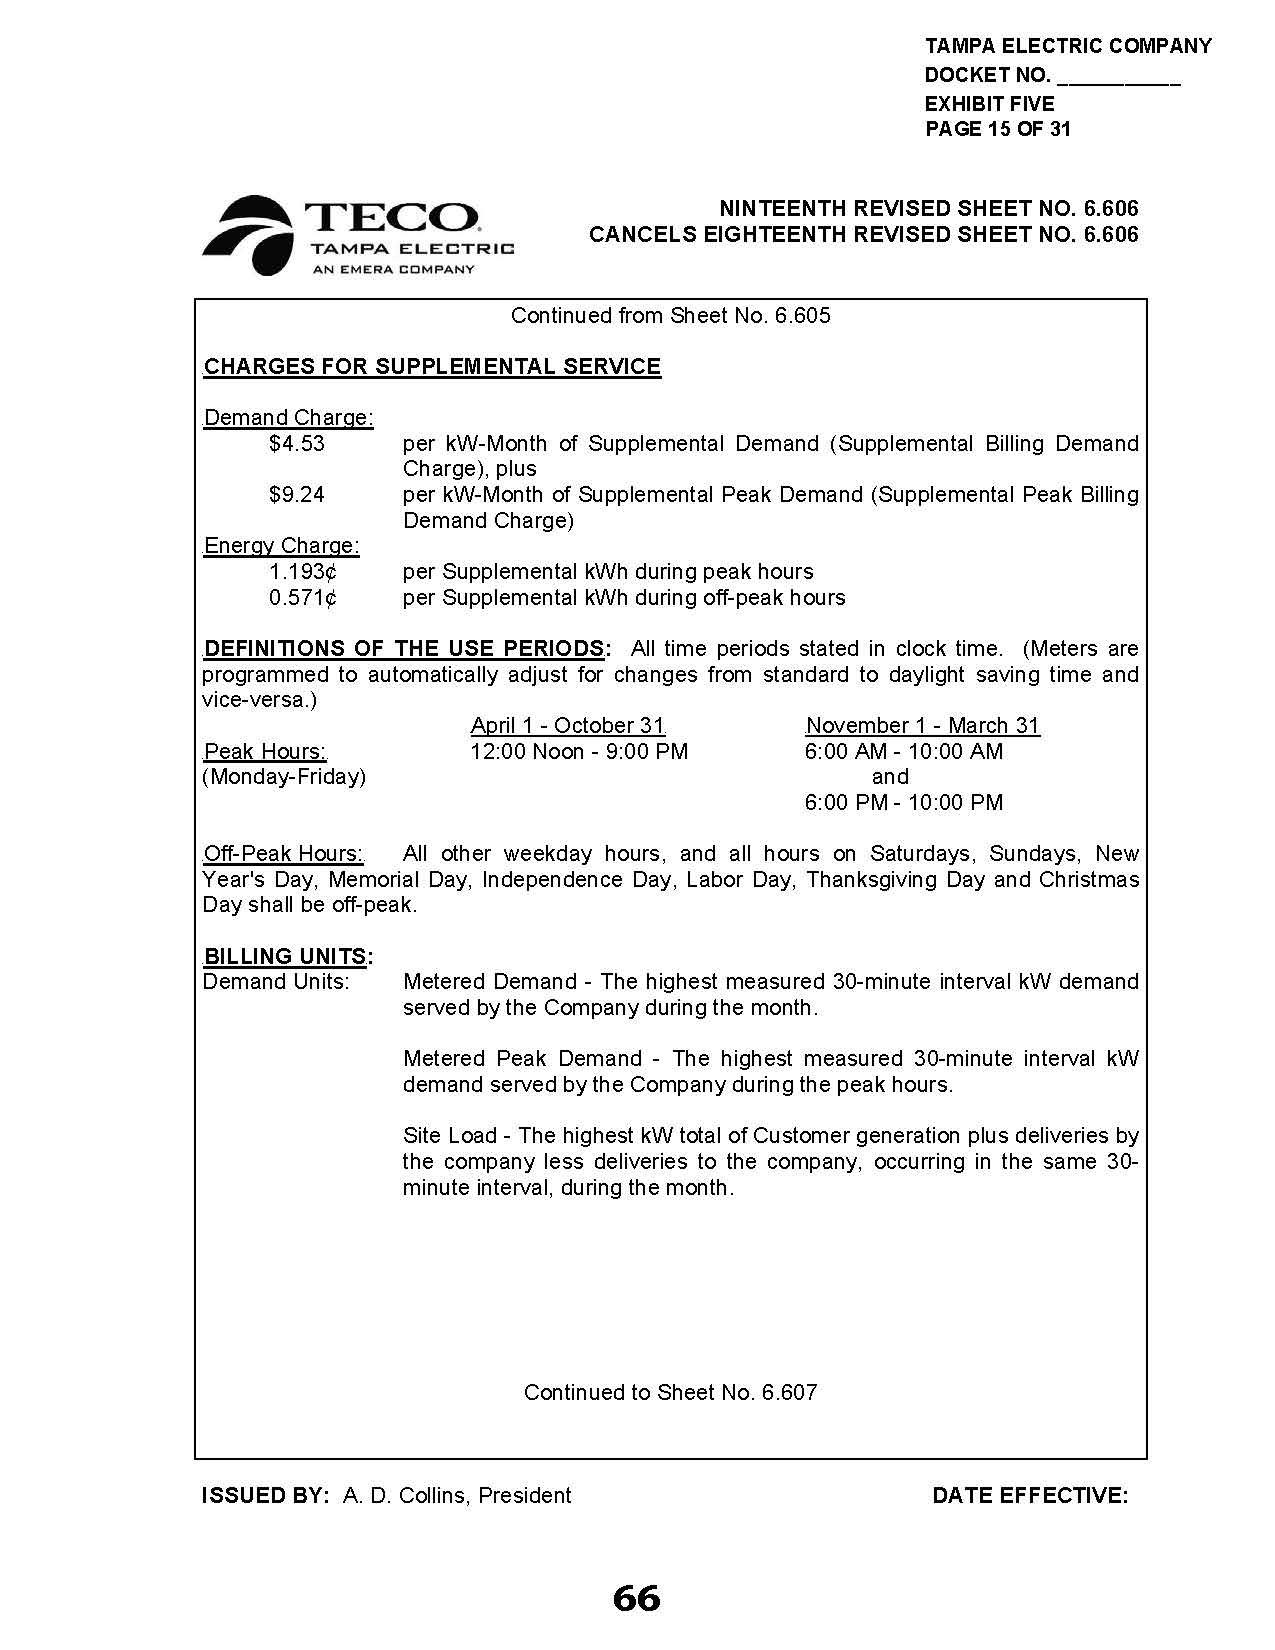 TAMPA ELECTRIC COMPANY
DOCKET NO. ___________
EXHIBIT FIVE
PAGE 15 OF 31
TECO.
TAMPA ELECTRIC
AN EMERA COMPANY
NINTEENTH REVISED SHEET NO. 6.606
CANCELS EIGHTEENTH REVISED SHEET NO. 6.606
Continued from Sheet No. 6.605
CHARGES FOR SUPPLEMENTAL SERVICE
Demand Charge:
$4.53 per kW-Month of Supplemental Demand (Supplemental Billing Demand
Charge), plus
$9.24 per kW-Month of Supplemental Peak Demand (Supplemental Peak Billing
Demand Charge)
Energy Charge:
1.193¢ per Supplemental kWh during peak hours
0.571¢ per Supplemental kWh during off-peak hours
DEFINITIONS OF THE USE PERIODS: All time periods stated in clock time. (Meters are
programmed to automatically adjust for changes from standard to daylight saving time and
vice-versa.)
April 1 - October 31 November 1 - March 31
Peak Hours: 12:00 Noon - 9:00 PM 6:00 AM - 10:00 AM
(Monday-Friday) and
6:00 PM - 10:00 PM
Off-Peak Hours: All other weekday hours, and all hours on Saturdays, Sundays, New
Year's Day, Memorial Day, Independence Day, Labor Day, Thanksgiving Day and Christmas
Day shall be off-peak.
BILLING UNITS:
Demand Units: Metered Demand - The highest measured 30-minute interval kW demand
served by the Company during the month.
Metered Peak Demand - The highest measured 30-minute interval kW
demand served by the Company during the peak hours.
Site Load - The highest kW total of Customer generation plus deliveries by
the company less deliveries to the company, occurring in the same 30-
minute interval, during the month.
Continued to Sheet No. 6.607
ISSUED BY: A. D. Collins, President DATE EFFECTIVE:
66